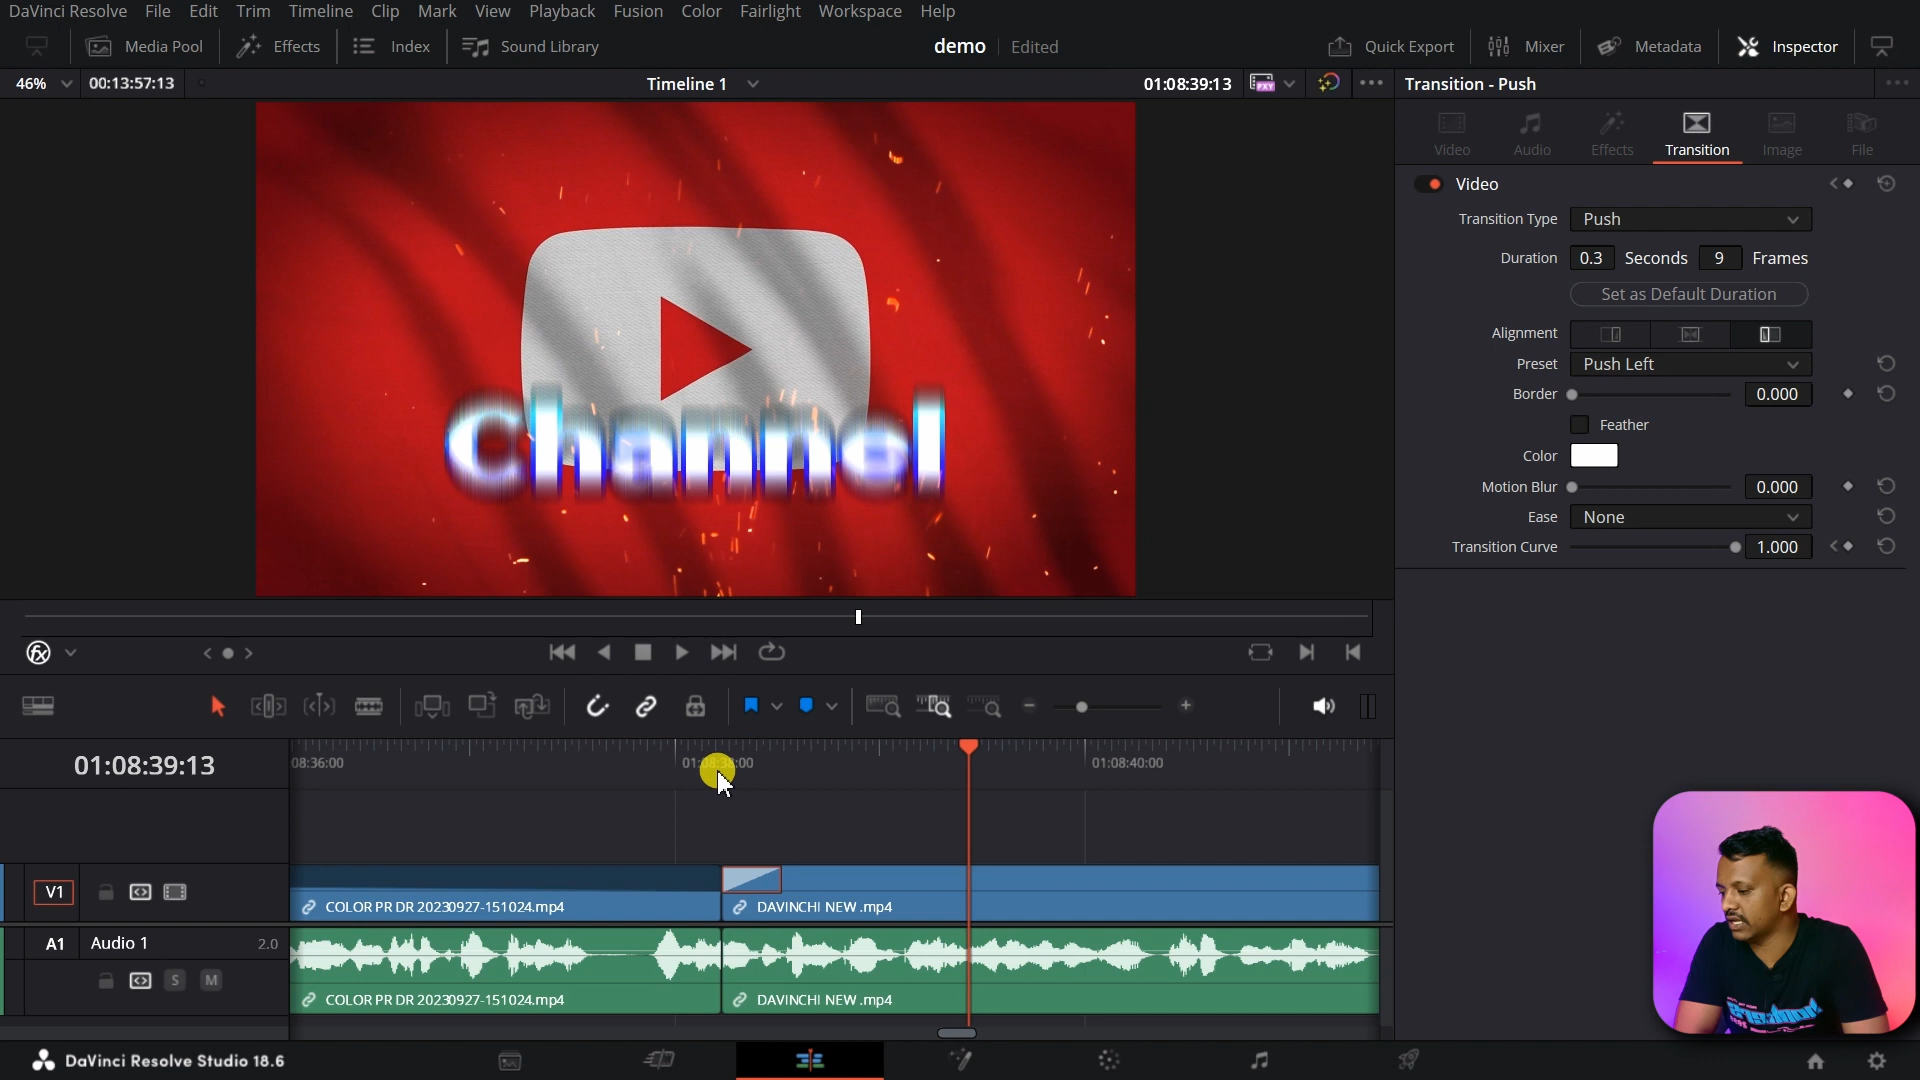 DaVinci Resolve File Edit Trim Timeline Clip Mark View Playback Fusion Color Fairlight Workspace Help
Media Pool Effects Index Sound Library demo Edited Quick Export Mixer Metadata Inspector
46% 00:13:57:13 Timeline 1 01:08:39:13 Transition - Push
Video Audio Effects Transition Image File
Video
Transition Type Push
Duration 0.3 Seconds 9 Frames
Set as Default Duration
Alignment
Preset Push Left
Border 0.000
Feather
Color
Motion Blur 0.000
Ease None
Transition Curve 1.000
Channel
01:08:39:13
08:36:00 01:08:38:00 01:08:40:00
V1
COLOR PR DR 20230927-151024.mp4 DAVINCHI NEW .mp4
A1 Audio 1 2.0
S M
COLOR PR DR 20230927-151024.mp4 DAVINCHI NEW .mp4
DaVinci Resolve Studio 18.6